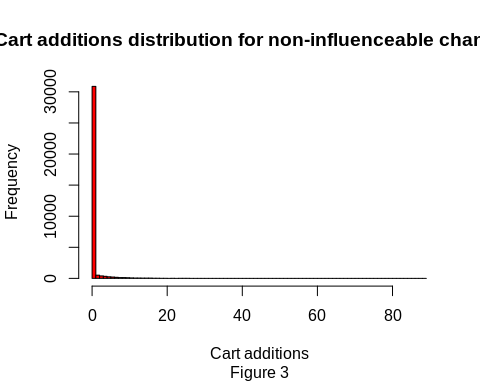 Cart additions distribution for non-influenceable
Frequency
30000
20000
10000
0
0 20 40 60 80
Cart additions
Figure 3